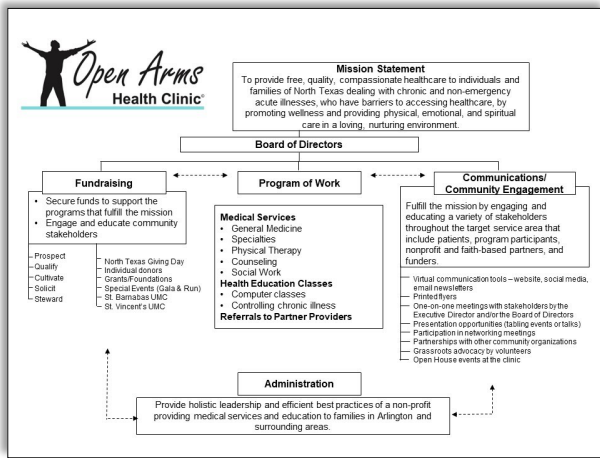 Open Arms
Health Clinic
Mission Statement
To provide free, quality, compassionate healthcare to individuals and
families of North Texas dealing with chronic and non-emergency
acute illnesses, who have barriers to accessing healthcare, by
promoting wellness and providing physical, emotional, and spiritual
care in a loving, nurturing environment.
Board of Directors
Fundraising
• Secure funds to support the
programs that fulfill the mission
• Engage and educate community
stakeholders
Prospect
Qualify
Cultivate
Solicit
Steward
North Texas Giving Day
Individual donors
Grants/Foundations
Special Events (Gala & Run)
St. Barnabas UMC
St. Vincent's UMC
Program of Work
Medical Services
• General Medicine
• Specialties
• Physical Therapy
• Counseling
• Social Work
Health Education Classes
• Computer classes
• Controlling chronic illness
Referrals to Partner Providers
Communications/
Community Engagement
Fulfill the mission by engaging and
educating a variety of stakeholders
throughout the target service area
that include patients, program participants,
nonprofit and faith-based partners, and
funders.
Virtual communication tools – website, social media,
email newsletters
Printed flyers
One-on-one meetings with stakeholders by the
Executive Director and/or the Board of Directors
Presentation opportunities (tabling events or talks)
Participation in networking meetings
Partnerships with other community organizations
Grassroots advocacy by volunteers
Open House events at the clinic
Administration
Provide holistic leadership and efficient best practices of a non-profit
providing medical services and education to families in Arlington and
surrounding areas.